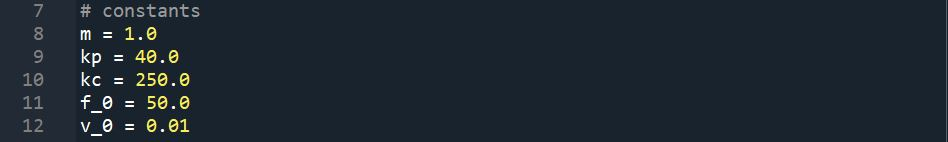 7 # constants
8 m = 1.0
9 kp = 40.0
10 kc = 250.0
11 f_0 = 50.0
12 v_0 = 0.01